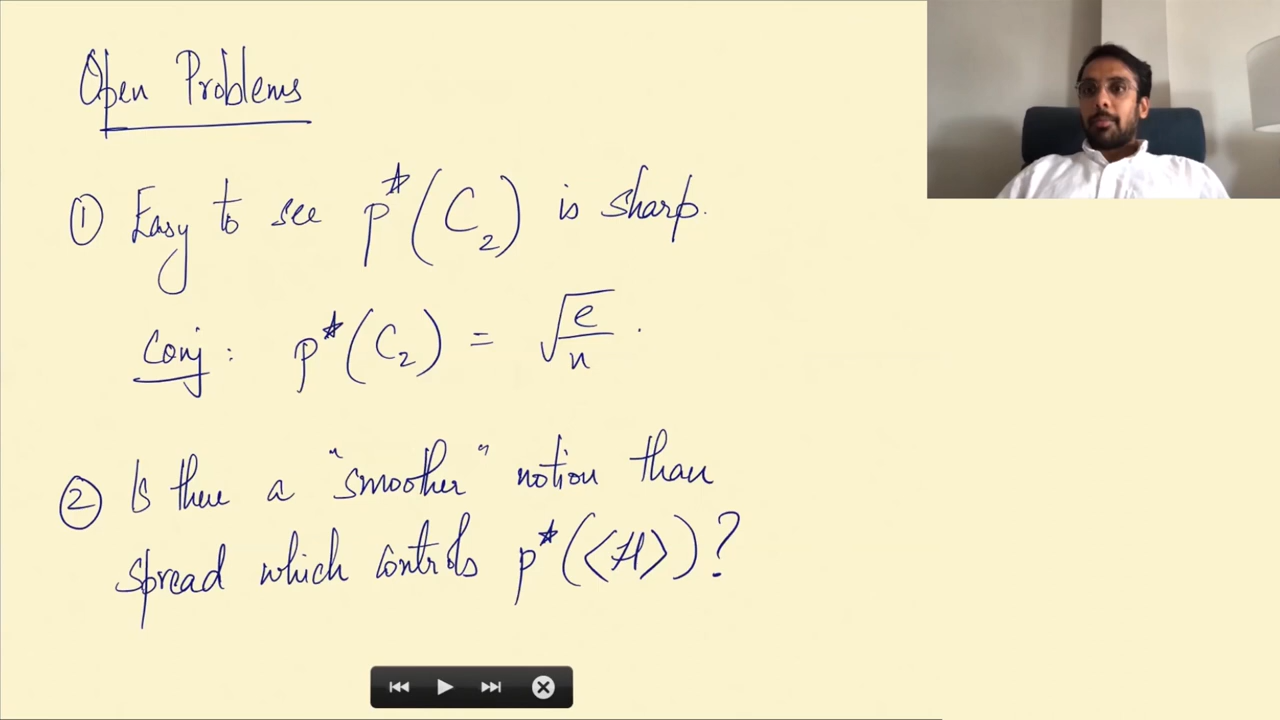 Open Problems
① Easy to see p*(C₂) is sharp.
Conj: p*(C₂) = √(e/n).
② Is there a "smoother" notion than
spread which controls p*(⟨H⟩)?